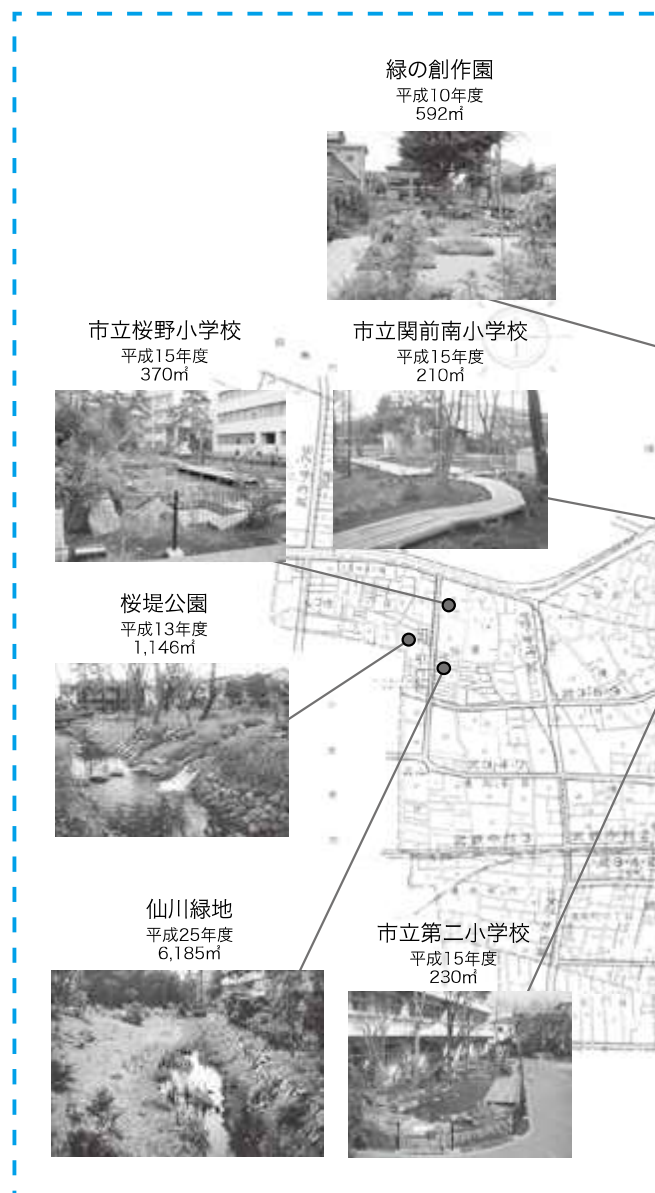 緑の創作園
平成10年度
592㎡
市立桜野小学校
平成15年度
370㎡
市立関前南小学校
平成15年度
210㎡
桜堤公園
平成13年度
1,146㎡
仙川緑地
平成25年度
6,185㎡
市立第二小学校
平成15年度
230㎡